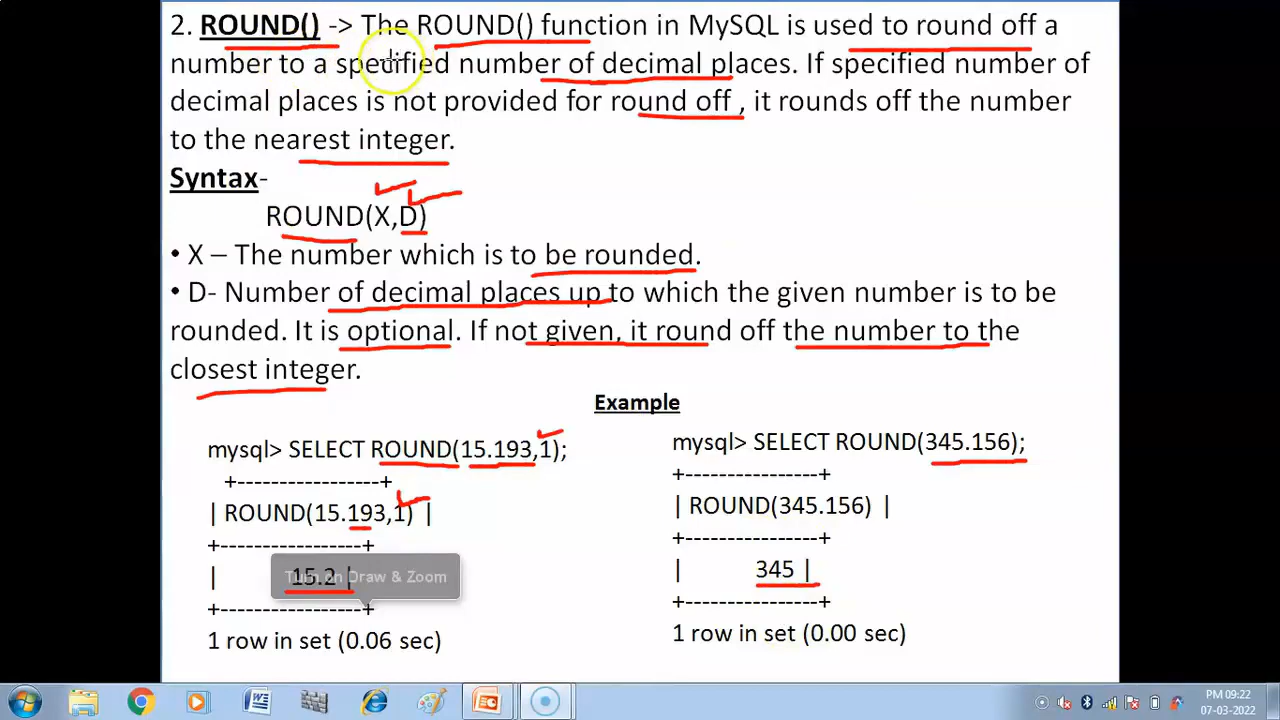 2. ROUND() -> The ROUND() function in MySQL is used to round off a
number to a specified number of decimal places. If specified number of
decimal places is not provided for round off , it rounds off the number
to the nearest integer.
Syntax-
ROUND(X,D)
• X – The number which is to be rounded.
• D- Number of decimal places up to which the given number is to be
rounded. It is optional. If not given, it round off the number to the
closest integer.
Example
mysql> SELECT ROUND(15.193,1);
+-----------------+
| ROUND(15.193,1) |
+-----------------+
| 15.2 |
Turn on Draw & Zoom
+-----------------+
1 row in set (0.06 sec)
mysql> SELECT ROUND(345.156);
+----------------+
| ROUND(345.156) |
+----------------+
| 345 |
+----------------+
1 row in set (0.00 sec)
PM 09:22
07-03-2022